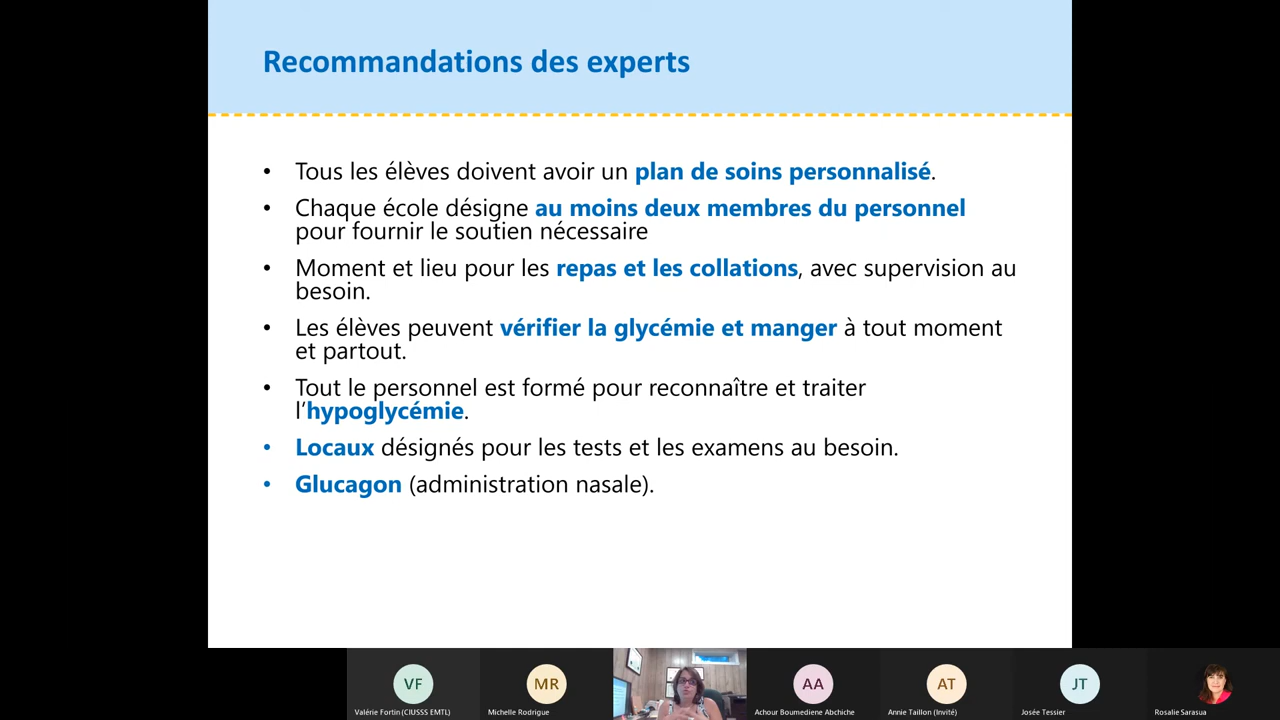 Recommandations des experts
• Tous les élèves doivent avoir un plan de soins personnalisé.
• Chaque école désigne au moins deux membres du personnel
pour fournir le soutien nécessaire
• Moment et lieu pour les repas et les collations, avec supervision au
besoin.
• Les élèves peuvent vérifier la glycémie et manger à tout moment
et partout.
• Tout le personnel est formé pour reconnaître et traiter
l'hypoglycémie.
• Locaux désignés pour les tests et les examens au besoin.
• Glucagon (administration nasale).
VF
MR
AA
AT
JT
Valérie Fortin (CIUSSS EMTL)
Michelle Rodrigue
Achour Boumediene Abchiche
Annie Taillon (Invité)
Josée Tessier
Rosalie Sarasua